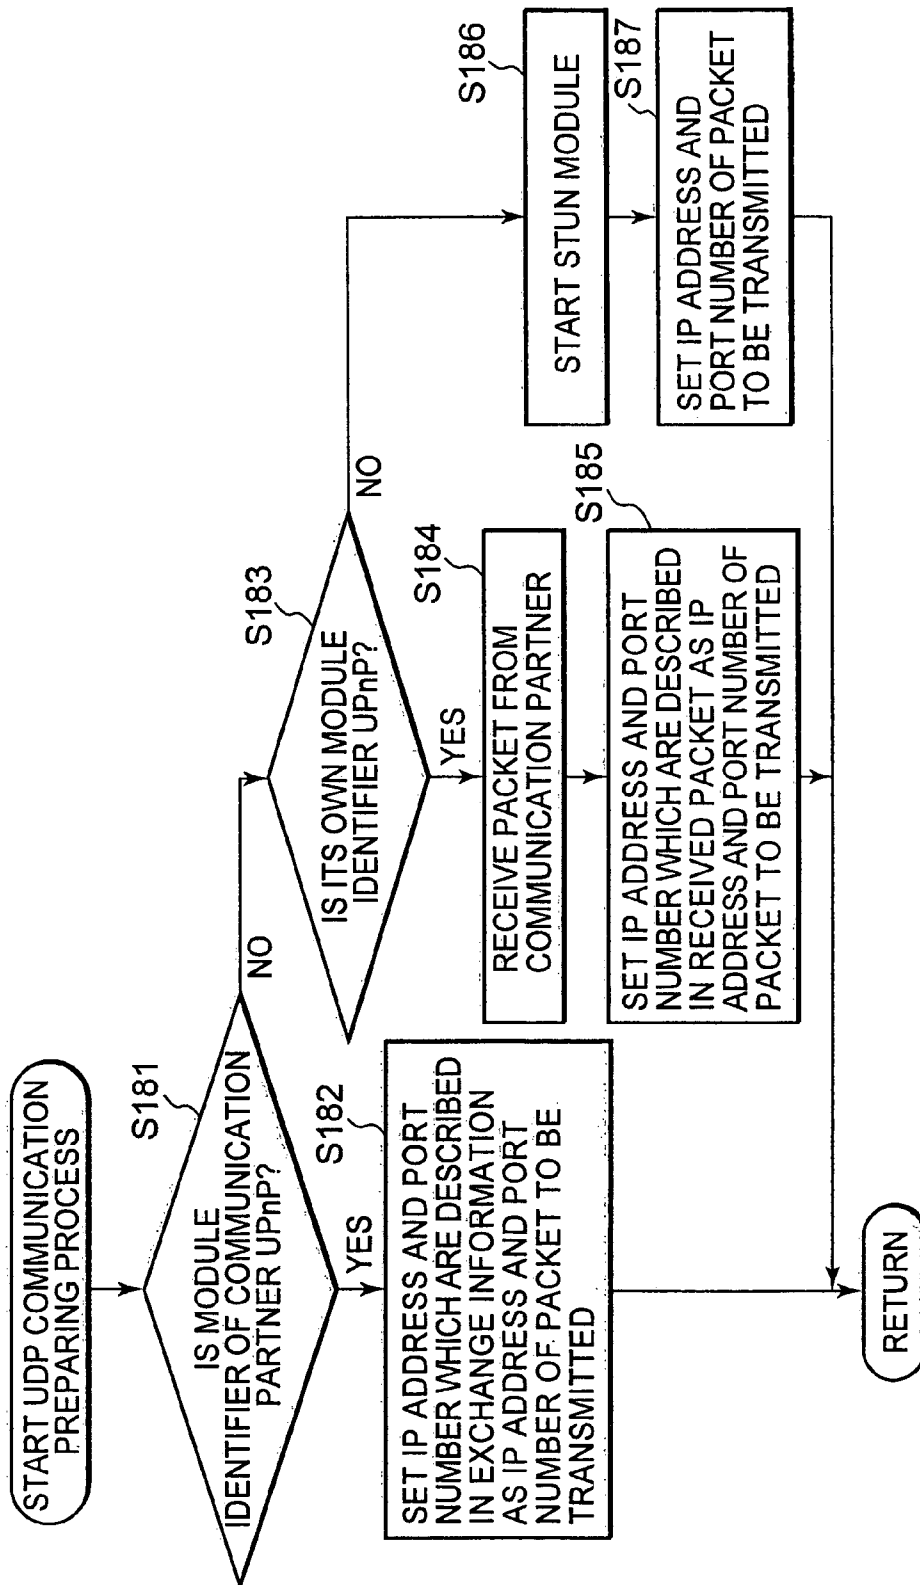 START UDP COMMUNICATION
PREPARING PROCESS
S181
IS MODULE
IDENTIFIER OF COMMUNICATION
PARTNER UPnP?
NO
YES
S182
SET IP ADDRESS AND PORT
NUMBER WHICH ARE DESCRIBED
IN EXCHANGE INFORMATION
AS IP ADDRESS AND PORT
NUMBER OF PACKET TO BE
TRANSMITTED
S183
IS ITS OWN MODULE
IDENTIFIER UPnP?
NO
YES
S184
RECEIVE PACKET FROM
COMMUNICATION PARTNER
S185
SET IP ADDRESS AND PORT
NUMBER WHICH ARE DESCRIBED
IN RECEIVED PACKET AS IP
ADDRESS AND PORT NUMBER OF
PACKET TO BE TRANSMITTED
S186
START STUN MODULE
S187
SET IP ADDRESS AND
PORT NUMBER OF PACKET
TO BE TRANSMITTED
RETURN